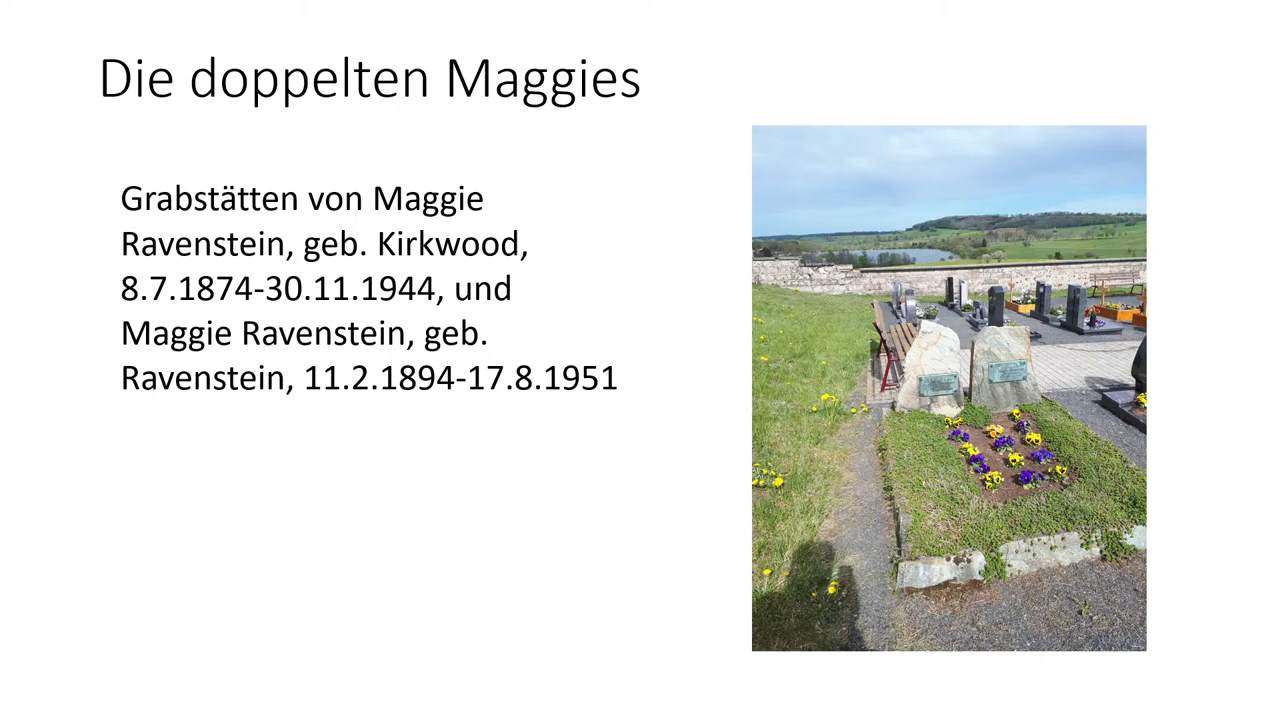 Die doppelten Maggies
Grabstätten von Maggie
Ravenstein, geb. Kirkwood,
8.7.1874-30.11.1944, und
Maggie Ravenstein, geb.
Ravenstein, 11.2.1894-17.8.1951